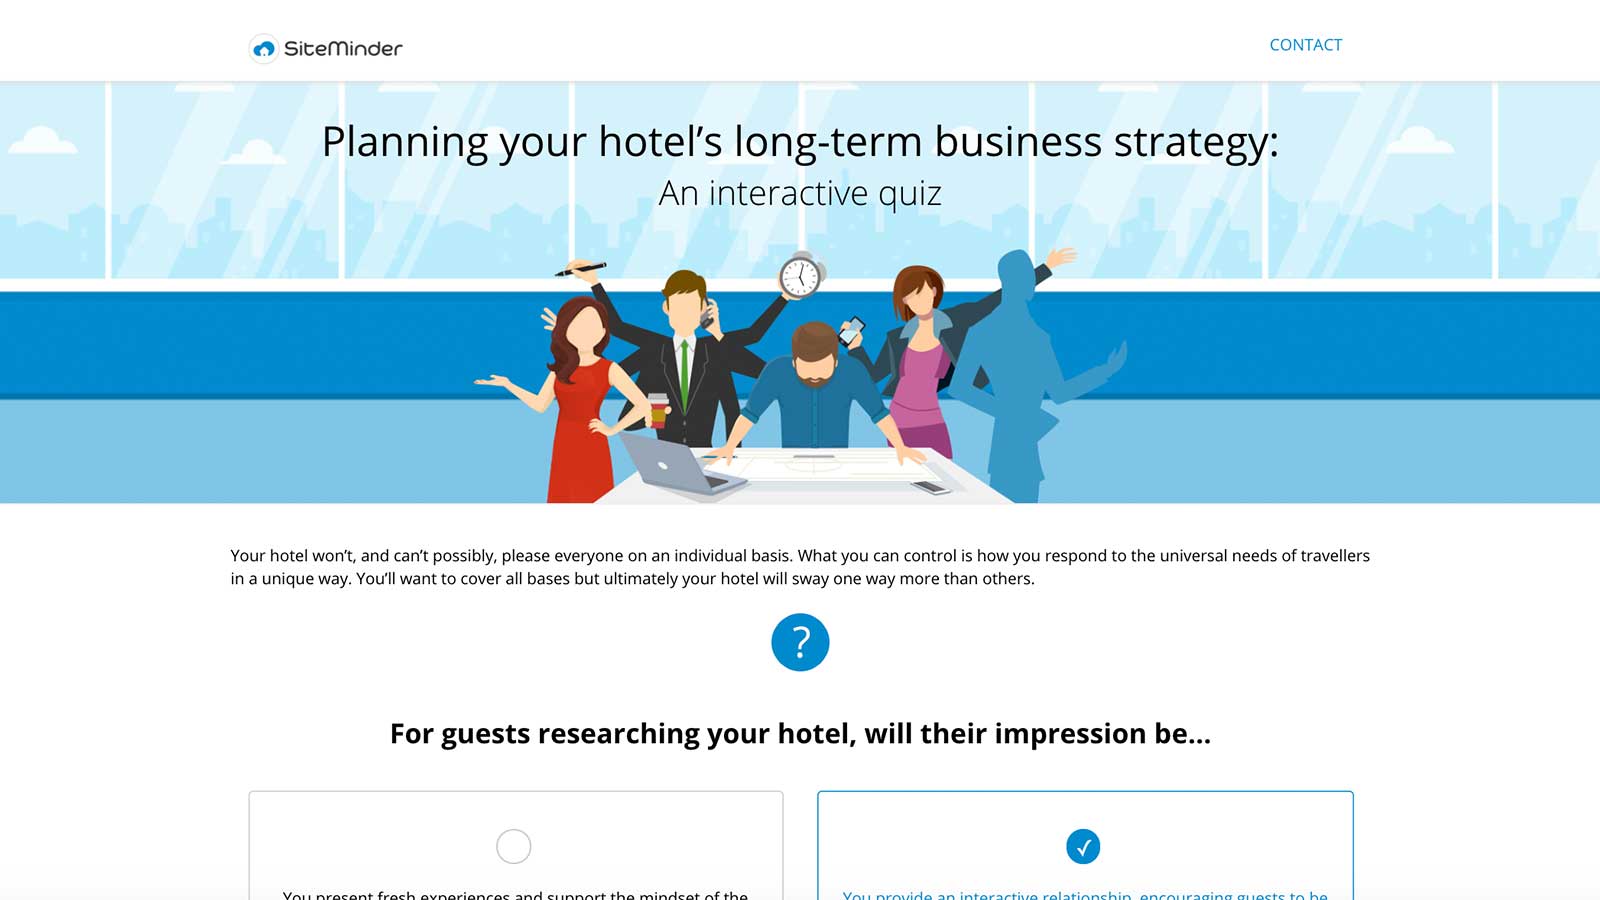 SiteMinder
CONTACT
Planning your hotel’s long-term business strategy:
An interactive quiz
Your hotel won’t, and can’t possibly, please everyone on an individual basis. What you can control is how you respond to the universal needs of travellers
in a unique way. You’ll want to cover all bases but ultimately your hotel will sway one way more than others.
?
For guests researching your hotel, will their impression be...
You present fresh experiences and support the mindset of the
You provide an interactive relationship, encouraging guests to be